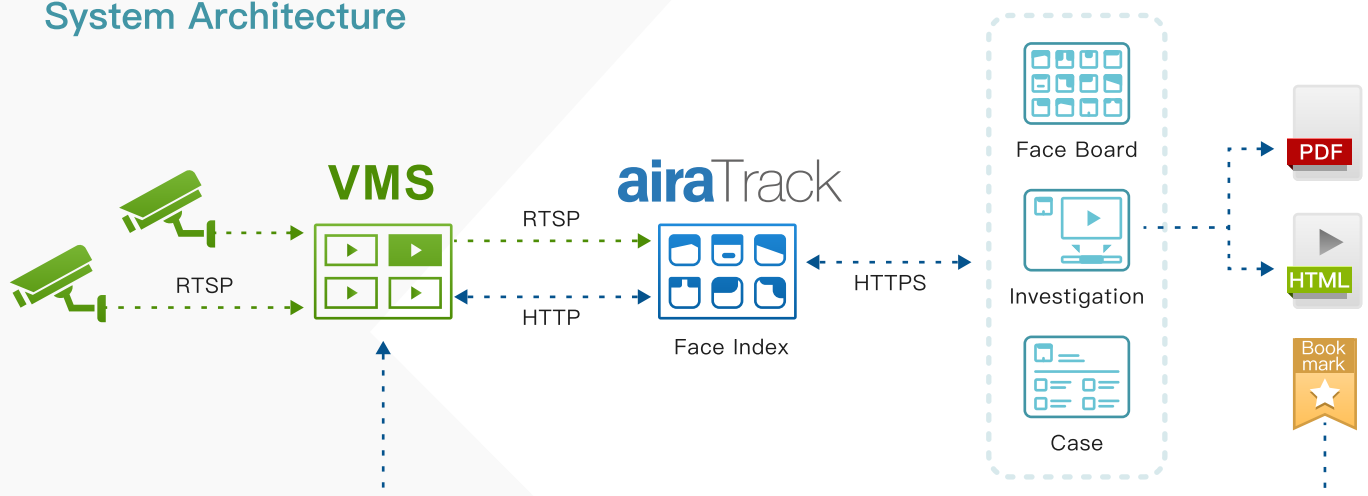 System Architecture
VMS
RTSP
RTSP
HTTP
airaTrack
Face Index
HTTPS
Face Board
Investigation
Case
PDF
HTML
Book
mark